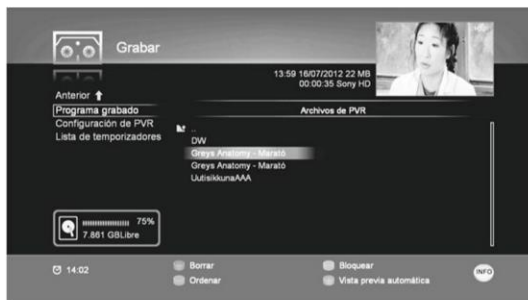 Grabar
13:59 16/07/2012 22 MB
00:00:35 Sony HD
Anterior
Programa grabado
Configuración de PVR
Lista de temporizadores
Archivos de PVR
..
DW
Greys Anatomy - Marató
Greys Anatomy - Marató
UutisikkunaAAA
75%
7.661 GBLibre
14:02
Borrar
Ordenar
Bloquear
Vista previa automática
INFO